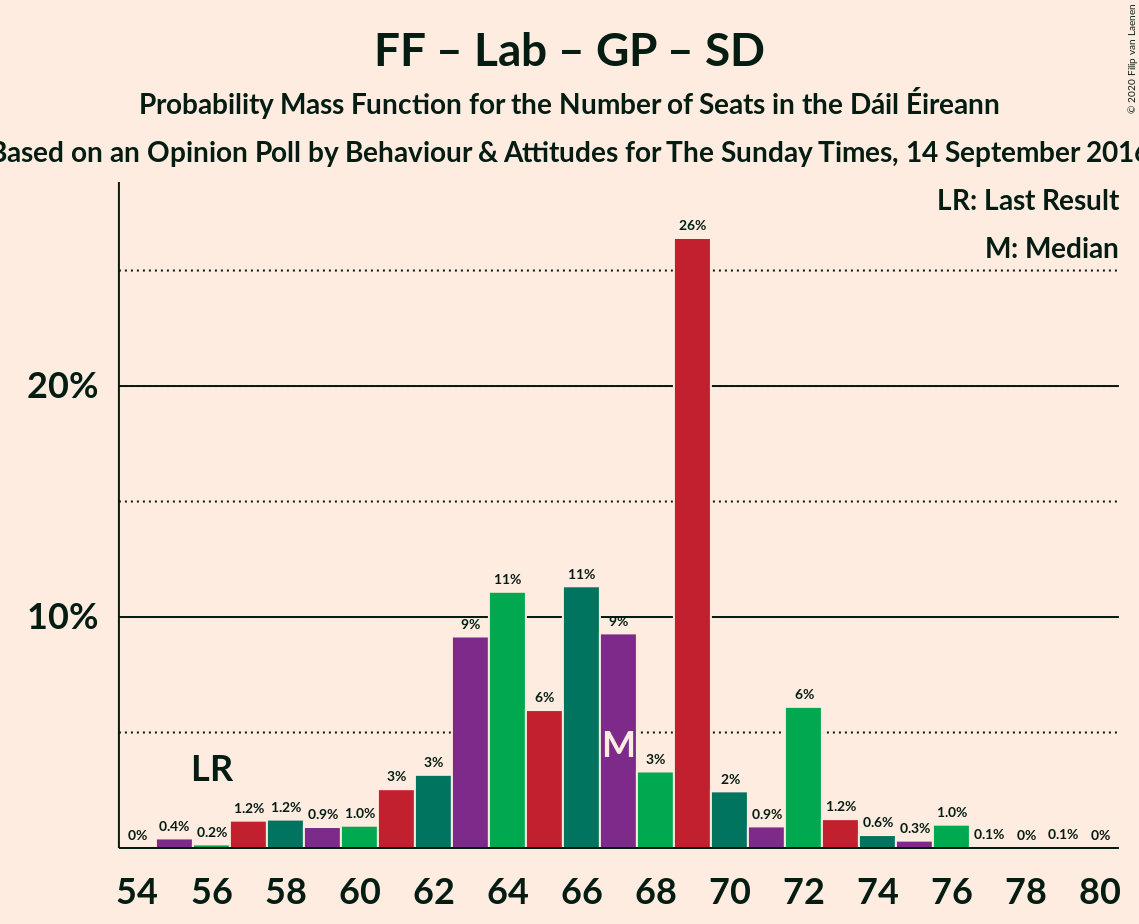 FF – Lab – GP – SD
Probability Mass Function for the Number of Seats in the Dáil Éireann
Based on an Opinion Poll by Behaviour & Attitudes for The Sunday Times, 14 September 2016
© 2020 Filip van Laenen
LR: Last Result
M: Median
20%
10%
0% 0.4% 0.2% 1.2% 1.2% 0.9% 1.0% 3% 3% 9% 11% 6% 11% 9% 3% 26% 2% 0.9% 6% 1.2% 0.6% 0.3% 1.0% 0.1% 0% 0.1% 0%
LR
M
54 56 58 60 62 64 66 68 70 72 74 76 78 80